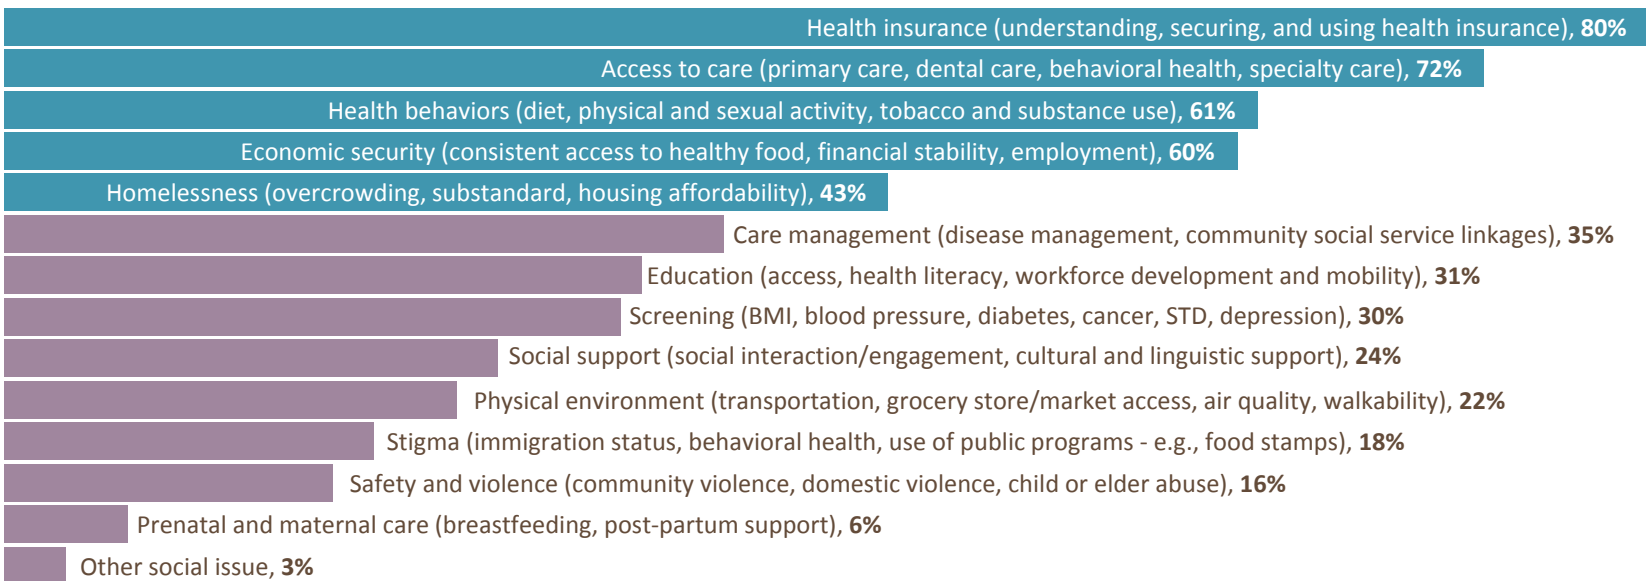 Health insurance (understanding, securing, and using health insurance), 80%
Access to care (primary care, dental care, behavioral health, specialty care), 72%
Health behaviors (diet, physical and sexual activity, tobacco and substance use), 61%
Economic security (consistent access to healthy food, financial stability, employment), 60%
Homelessness (overcrowding, substandard, housing affordability), 43%
Care management (disease management, community social service linkages), 35%
Education (access, health literacy, workforce development and mobility), 31%
Screening (BMI, blood pressure, diabetes, cancer, STD, depression), 30%
Social support (social interaction/engagement, cultural and linguistic support), 24%
Physical environment (transportation, grocery store/market access, air quality, walkability), 22%
Stigma (immigration status, behavioral health, use of public programs - e.g., food stamps), 18%
Safety and violence (community violence, domestic violence, child or elder abuse), 16%
Prenatal and maternal care (breastfeeding, post-partum support), 6%
Other social issue, 3%